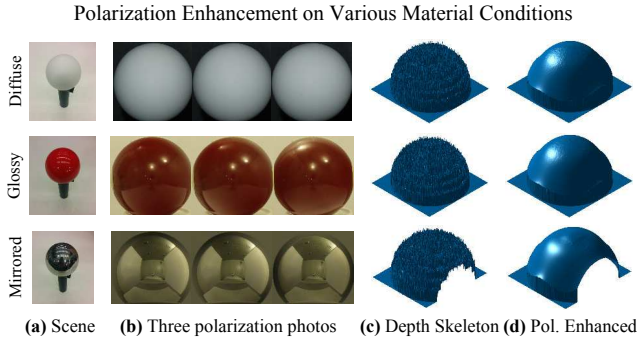 Polarization Enhancement on Various Material Conditions
Diffuse
Glossy
Mirrored
(a) Scene (b) Three polarization photos (c) Depth Skeleton (d) Pol. Enhanced